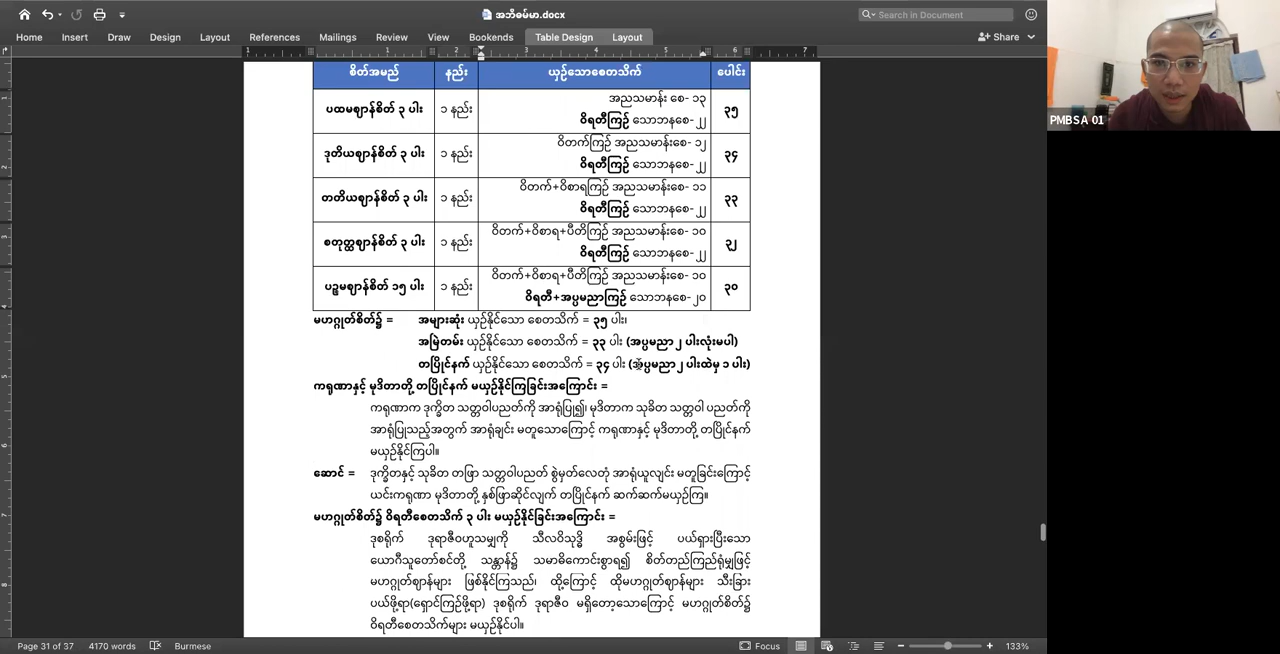 အဘိဓမ်မာ.docx
Search in Document
Home Insert Draw Design Layout References Mailings Review View Bookends Table Design Layout
Share
PMBSA 01
1 1 2 3 4 5 6 7
စိတ်အမည် နည်း ယှဉ်သောစေတသိက် ပေါင်း
ပထမဈာန်စိတ် ၃ ပါး ၁ နည်း အညသမာန်း စေ- ၁၃ ၃၅
ဝိရတီကြဉ် သောဘနစေ-၂၂
ဒုတိယဈာန်စိတ် ၃ ပါး ၁ နည်း ဝိတက်ကြဉ် အညသမာန်းစေ- ၁၂ ၃၄
ဝိရတီကြဉ် သောဘနစေ-၂၂
တတိယဈာန်စိတ် ၃ ပါး ၁ နည်း ဝိတက်+ဝိစာရကြဉ် အညသမာန်းစေ- ၁၁ ၃၃
ဝိရတီကြဉ် သောဘနစေ-၂၂
စတုတ္ထဈာန်စိတ် ၃ ပါး ၁ နည်း ဝိတက်+ဝိစာရ+ပီတိကြဉ် အညသမာန်းစေ- ၁၀ ၃၂
ဝိရတီကြဉ် သောဘနစေ-၂၂
ပဉ္စမဈာန်စိတ် ၁၅ ပါး ၁ နည်း ဝိတက်+ဝိစာရ+ပီတိကြဉ် အညသမာန်းစေ- ၁၀ ၃၀
ဝိရတီ+အပ္ပမညာကြဉ် သောဘနစေ-၂၀
မဟဂ္ဂုတ်စိတ်၌ = အများဆုံး ယှဉ်နိုင်သော စေတသိက် = ၃၅ ပါး၊
အမြဲတမ်း ယှဉ်နိုင်သော စေတသိက် = ၃၃ ပါး (အပ္ပမညာ ၂ ပါးလုံးမပါ)
တပြိုင်နက် ယှဉ်နိုင်သော စေတသိက် = ၃၄ ပါး (အပ္ပမညာ ၂ ပါးထဲမှ ၁ ပါး)
ကရုဏာနှင့် မုဒိတာတို့ တပြိုင်နက် မယှဉ်နိုင်ကြခြင်းအကြောင်း =
ကရုဏာက ဒုက္ခိတ သတ္တဝါပညတ်ကို အာရုံပြု၍၊ မုဒိတာက သုခိတ သတ္တဝါ ပညတ်ကို
အာရုံပြုသည့်အတွက် အာရုံချင်း မတူသောကြောင့် ကရုဏာနှင့် မုဒိတာတို့ တပြိုင်နက်
မယှဉ်နိုင်ကြပါ။
ဆောင် = ဒုက္ခိတနှင့် သုခိတ တဖြာ သတ္တဝါပညတ် စွဲမှတ်လေတုံ အာရုံယူလျင်း မတူခြင်းကြောင့်
ယင်းကရုဏာ မုဒိတာတို့ နှစ်ဖြာဆိုင်လျက် တပြိုင်နက် ဆက်ဆက်မယှဉ်ကြ။
မဟဂ္ဂုတ်စိတ်၌ ဝိရတီစေတသိက် ၃ ပါး မယှဉ်နိုင်ခြင်းအကြောင်း =
ဒုစရိုက် ဒုရာဇီဝဟူသမျှကို သီလဝိသုဒ္ဓိ အစွမ်းဖြင့် ပယ်ရှားပြီးသော
ယောဂီသူတော်စင်တို့ သန္တာန်၌ သမာဓိကောင်းစွာရ၍ စိတ်တည်ကြည်ရုံမျှဖြင့်
မဟဂ္ဂုတ်ဈာန်များ ဖြစ်နိုင်ကြသည်၊ ထို့ကြောင့် ထိုမဟဂ္ဂုတ်ဈာန်များ သီးခြား
ပယ်ဖို့ရာ(ရှောင်ကြဉ်ဖို့ရာ) ဒုစရိုက် ဒုရာဇီဝ မရှိတော့သောကြောင့် မဟဂ္ဂုတ်စိတ်၌
ဝိရတီစေတသိက်များ မယှဉ်နိုင်ပါ။
Page 31 of 37 4170 words Burmese Focus 133%